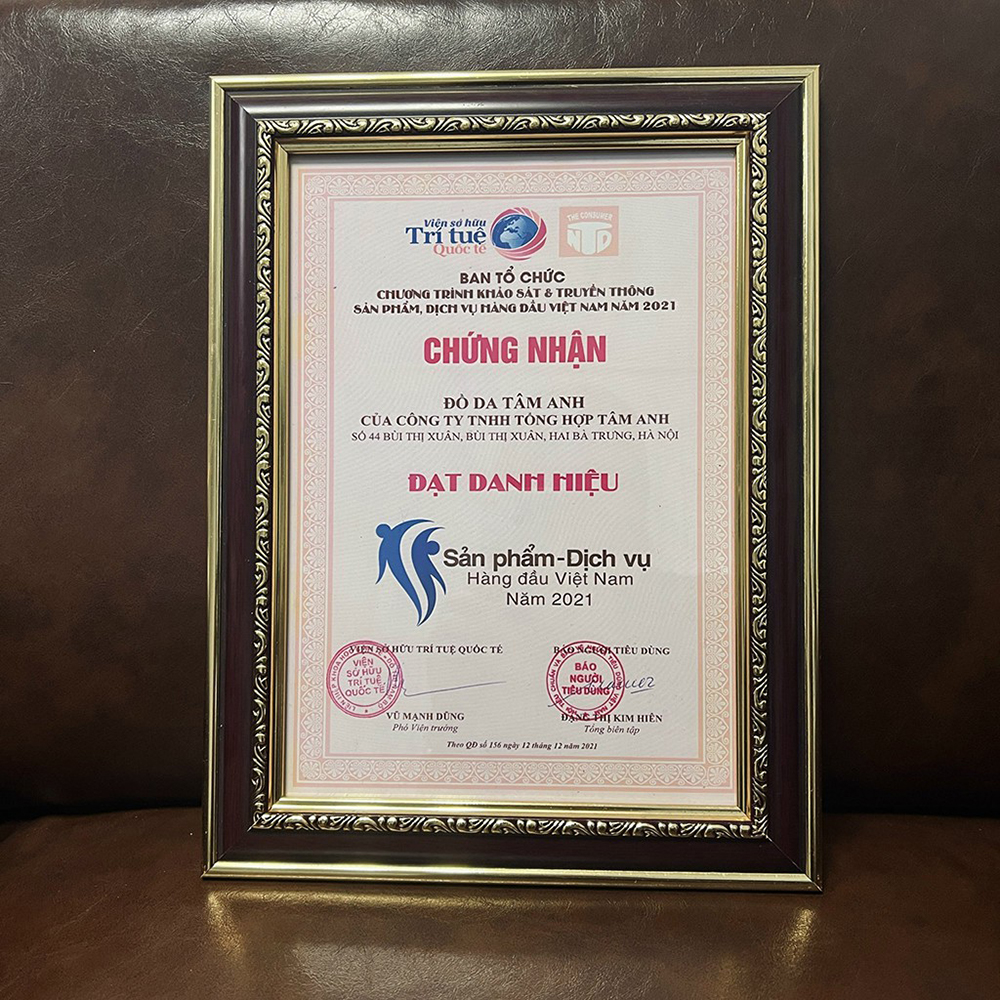 Viện sở hữu
Trí tuệ
Quốc tế
THE CONSUMER
NTD
BAN TỔ CHỨC
CHƯƠNG TRÌNH KHẢO SÁT & TRUYỀN THÔNG
SẢN PHẨM, DỊCH VỤ HÀNG ĐẦU VIỆT NAM NĂM 2021
CHỨNG NHẬN
ĐỒ DA TÂM ANH
CỦA CÔNG TY TNHH TỔNG HỢP TÂM ANH
SỐ 44 BÙI THỊ XUÂN, BÙI THỊ XUÂN, HAI BÀ TRƯNG, HÀ NỘI
ĐẠT DANH HIỆU
Sản phẩm-Dịch vụ
Hàng đầu Việt Nam
Năm 2021
VIỆN SỞ HỮU TRÍ TUỆ QUỐC TẾ
BÁO NGƯỜI TIÊU DÙNG
VIỆN
SỞ HỮU
TRÍ TUỆ
QUỐC TẾ
BÁO
NGƯỜI
TIÊU DÙNG
VŨ MẠNH DŨNG
Phó Viện trưởng
ĐẶNG THỊ KIM HIỀN
Tổng biên tập
Theo QĐ số 156 ngày 12 tháng 12 năm 2021